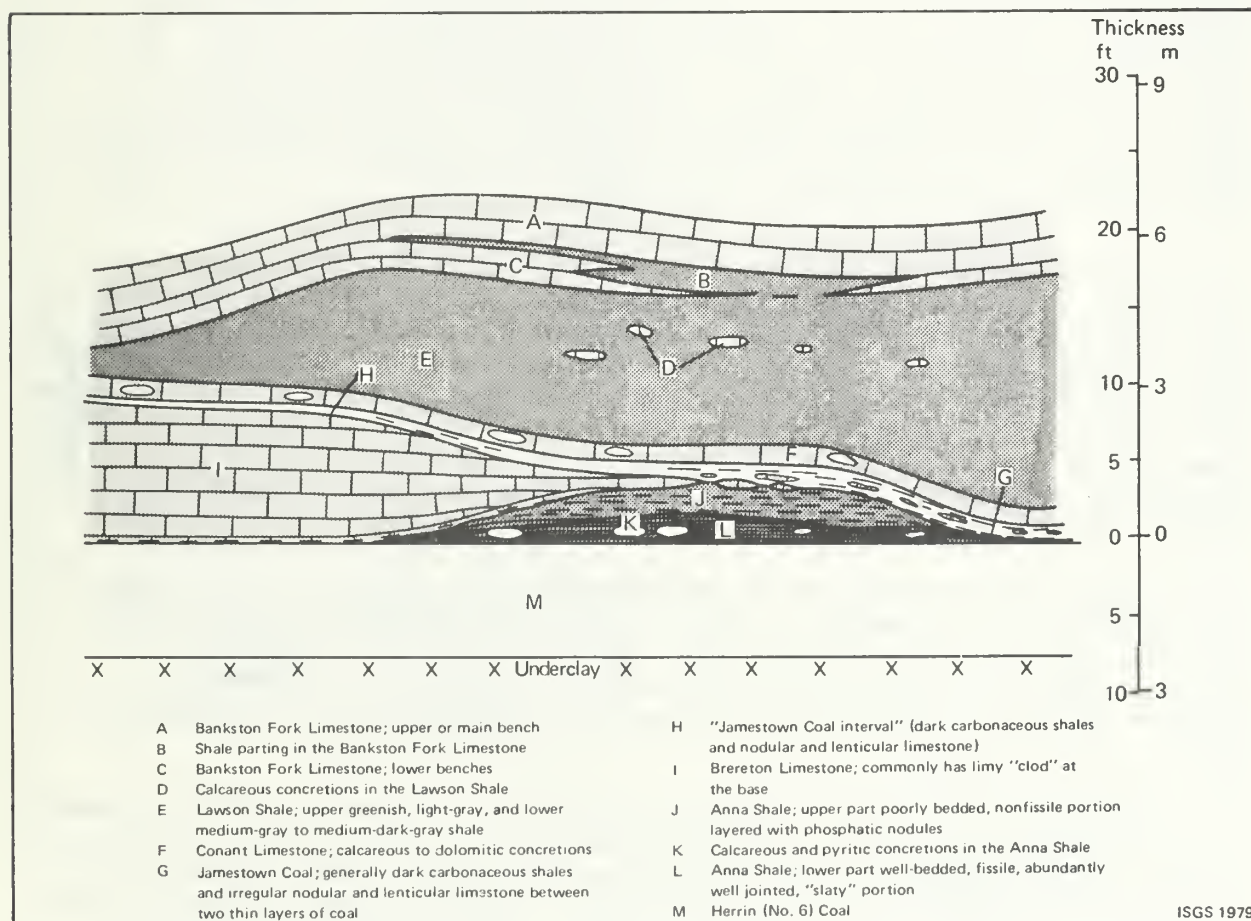 Thickness
ft m
30 9
20 6
10 3
5
0 0
5
10 3
A
C
B
D
E
H
F
G
I
J
K
L
M
X X X X X X X Underclay X X X X X X X
A Bankston Fork Limestone; upper or main bench
B Shale parting in the Bankston Fork Limestone
C Bankston Fork Limestone; lower benches
D Calcareous concretions in the Lawson Shale
E Lawson Shale; upper greenish, light-gray, and lower
medium-gray to medium-dark-gray shale
F Conant Limestone; calcareous to dolomitic concretions
G Jamestown Coal; generally dark carbonaceous shales
and irregular nodular and lenticular limestone between
two thin layers of coal
H "Jamestown Coal interval" (dark carbonaceous shales
and nodular and lenticular limestone)
I Brereton Limestone; commonly has limy "clod" at
the base
J Anna Shale; upper part poorly bedded, nonfissile portion
layered with phosphatic nodules
K Calcareous and pyritic concretions in the Anna Shale
L Anna Shale; lower part well-bedded, fissile, abundantly
well jointed, "slaty" portion
M Herrin (No. 6) Coal
ISGS 1979